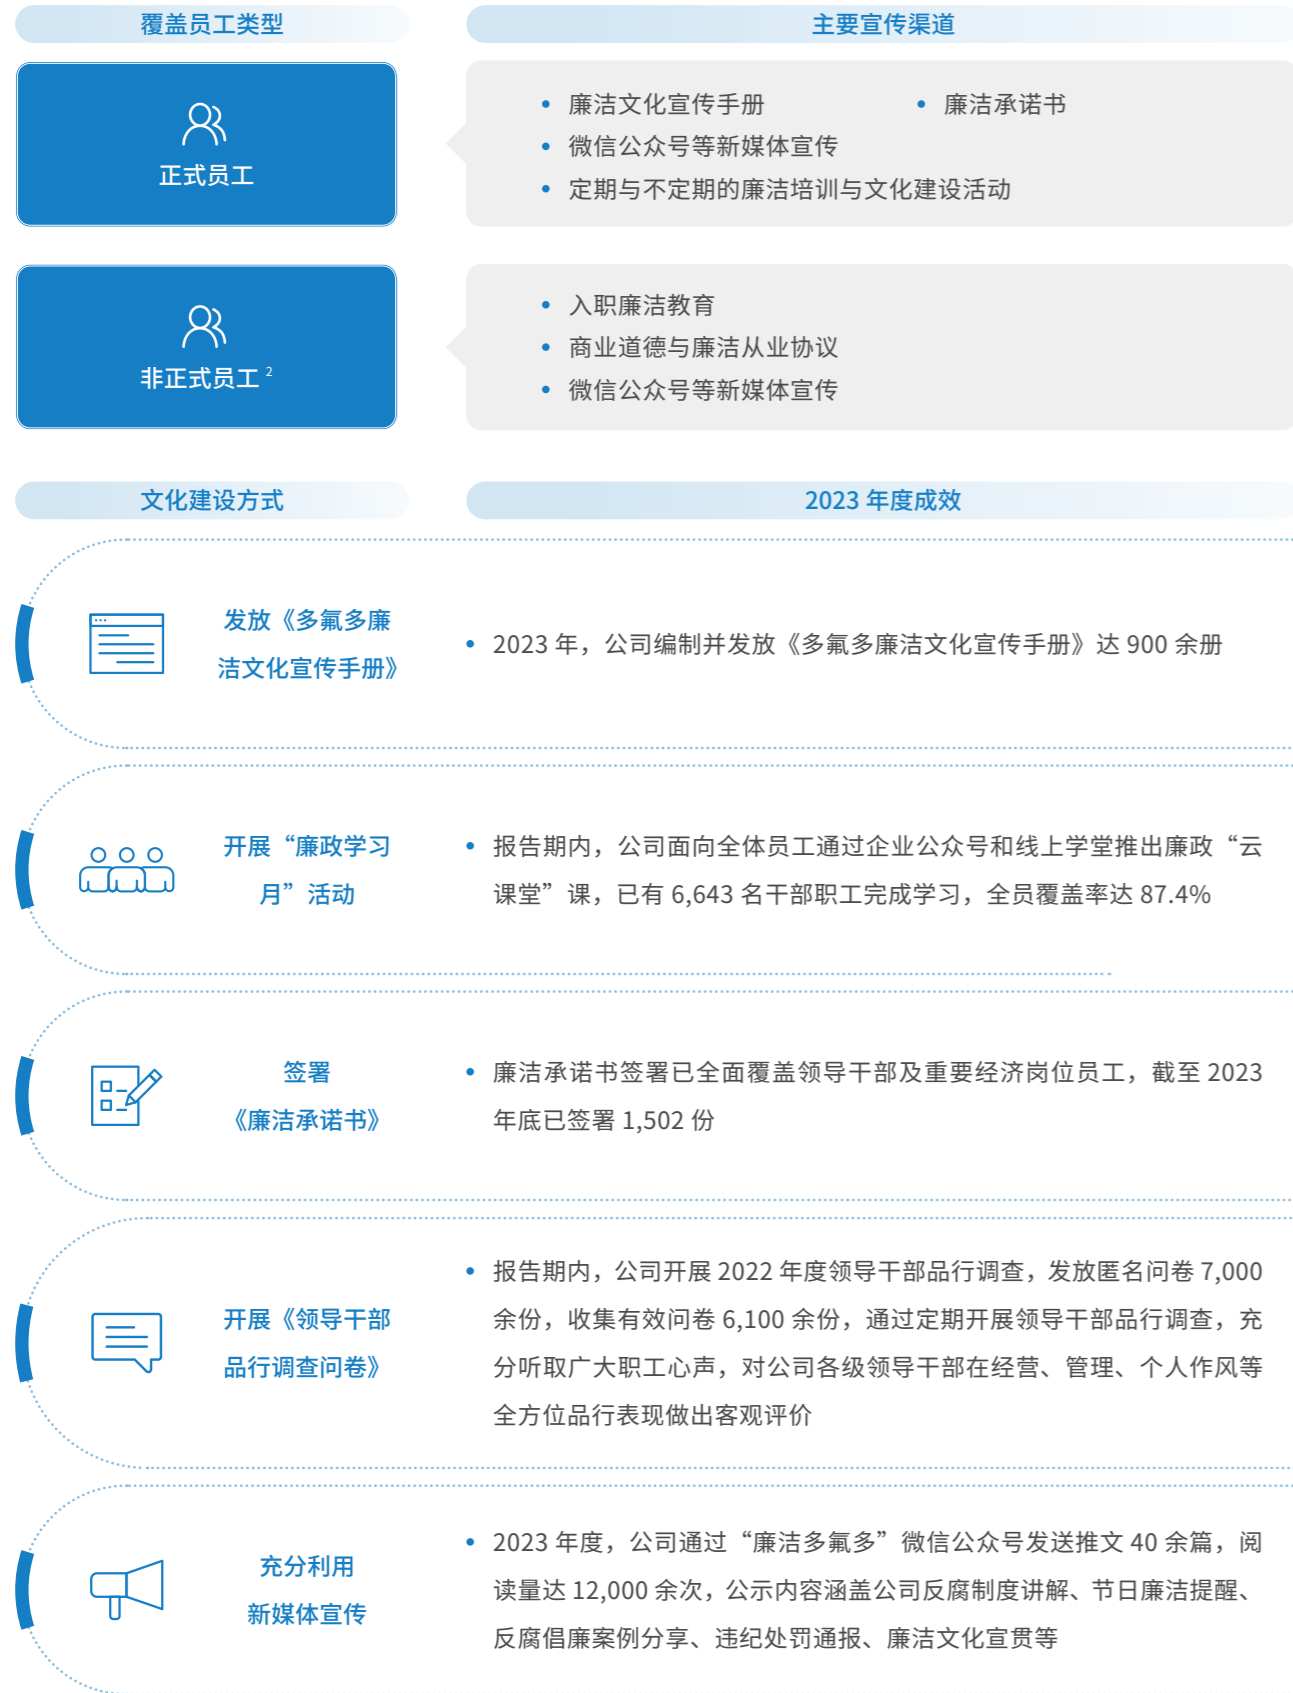 覆盖员工类型
主要宣传渠道
正式员工
• 廉洁文化宣传手册
• 廉洁承诺书
• 微信公众号等新媒体宣传
• 定期与不定期的廉洁培训与文化建设活动
非正式员工 2
• 入职廉洁教育
• 商业道德与廉洁从业协议
• 微信公众号等新媒体宣传
文化建设方式
2023 年度成效
发放《多氟多廉
洁文化宣传手册》
• 2023 年，公司编制并发放《多氟多廉洁文化宣传手册》达 900 余册
开展“廉政学习
月”活动
• 报告期内，公司面向全体员工通过企业公众号和线上学堂推出廉政“云
课堂”课，已有 6,643 名干部职工完成学习，全员覆盖率达 87.4%
签署
《廉洁承诺书》
• 廉洁承诺书签署已全面覆盖领导干部及重要经济岗位员工，截至 2023
年底已签署 1,502 份
开展《领导干部
品行调查问卷》
• 报告期内，公司开展 2022 年度领导干部品行调查，发放匿名问卷 7,000
余份，收集有效问卷 6,100 余份，通过定期开展领导干部品行调查，充
分听取广大职工心声，对公司各级领导干部在经营、管理、个人作风等
全方位品行表现做出客观评价
充分利用
新媒体宣传
• 2023 年度，公司通过“廉洁多氟多”微信公众号发送推文 40 余篇，阅
读量达 12,000 余次，公示内容涵盖公司反腐制度讲解、节日廉洁提醒、
反腐倡廉案例分享、违纪处罚通报、廉洁文化宣贯等